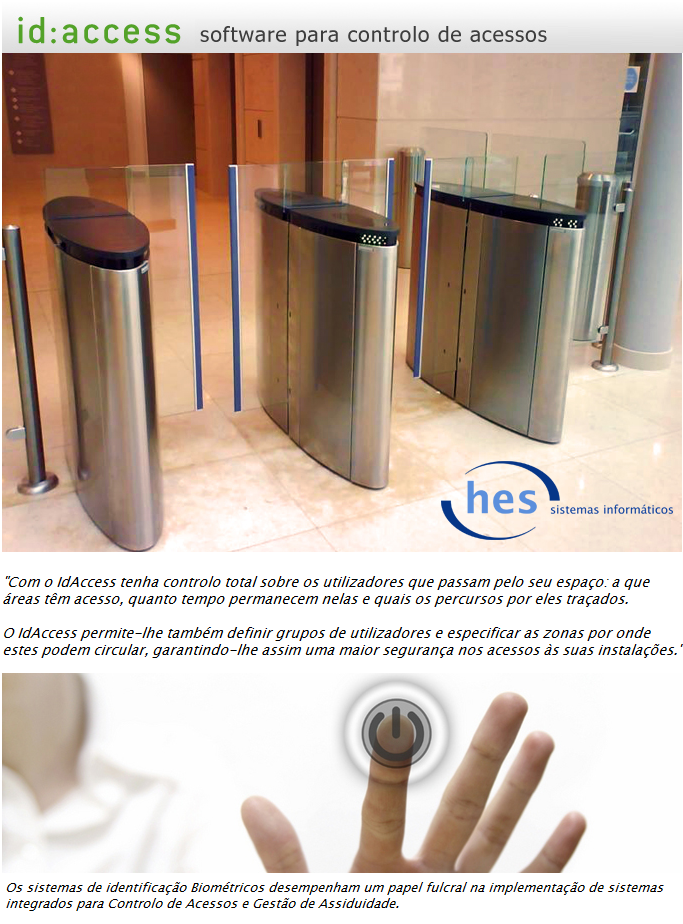 id:access software para controlo de acessos
hes sistemas informáticos
"Com o IdAccess tenha controlo total sobre os utilizadores que passam pelo seu espaço: a que
áreas têm acesso, quanto tempo permanecem nelas e quais os percursos por eles traçados.
O IdAccess permite-lhe também definir grupos de utilizadores e especificar as zonas por onde
estes podem circular, garantindo-lhe assim uma maior segurança nos acessos às suas instalações."
Os sistemas de identificação Biométricos desempenham um papel fulcral na implementação de sistemas
integrados para Controlo de Acessos e Gestão de Assiduidade.